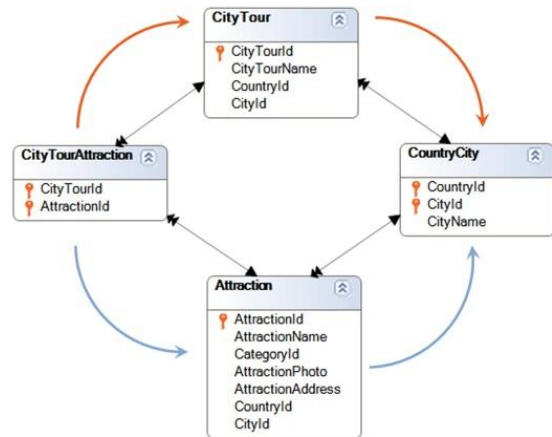 CityTour
CityTourId
CityTourName
CountryId
CityId
CityTourAttraction
CityTourId
AttractionId
CountryCity
CountryId
CityId
CityName
Attraction
AttractionId
AttractionName
CategoryId
AttractionPhoto
AttractionAddress
CountryId
CityId